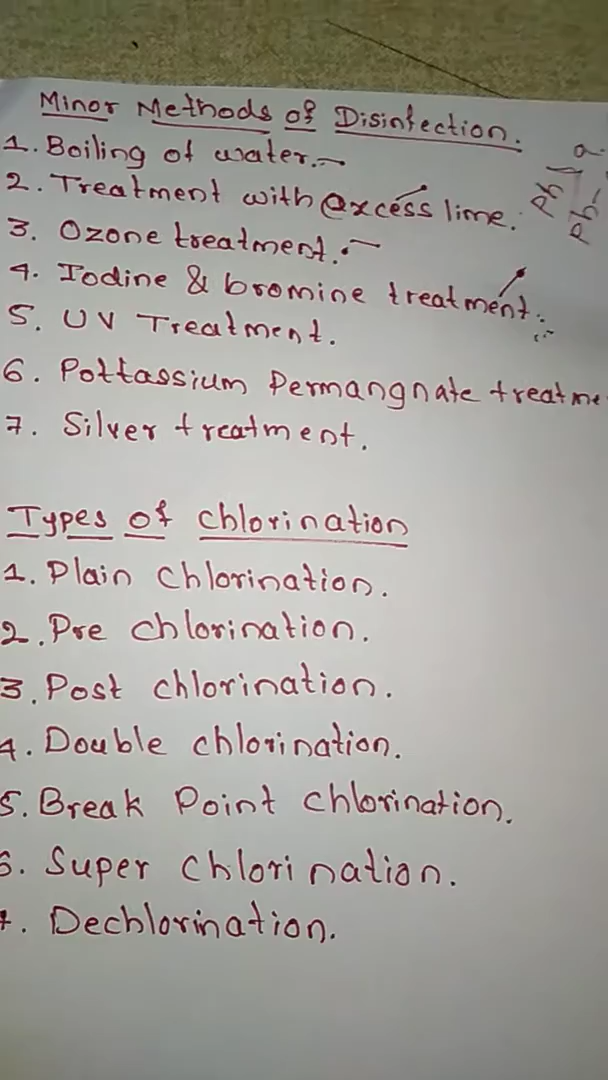 Minor Methods of Disinfection.
1. Boiling of water.
2. Treatment with excess lime.
3. Ozone treatment.
4. Iodine & bromine treatment.
5. UV Treatment.
6. Pottassium Permangnate treatme
7. Silver treatment.
Types of chlorination
1. Plain chlorination.
2. Pre chlorination.
3. Post chlorination.
4. Double chlorination.
5. Break Point chlorination.
6. Super chlorination.
7. Dechlorination.